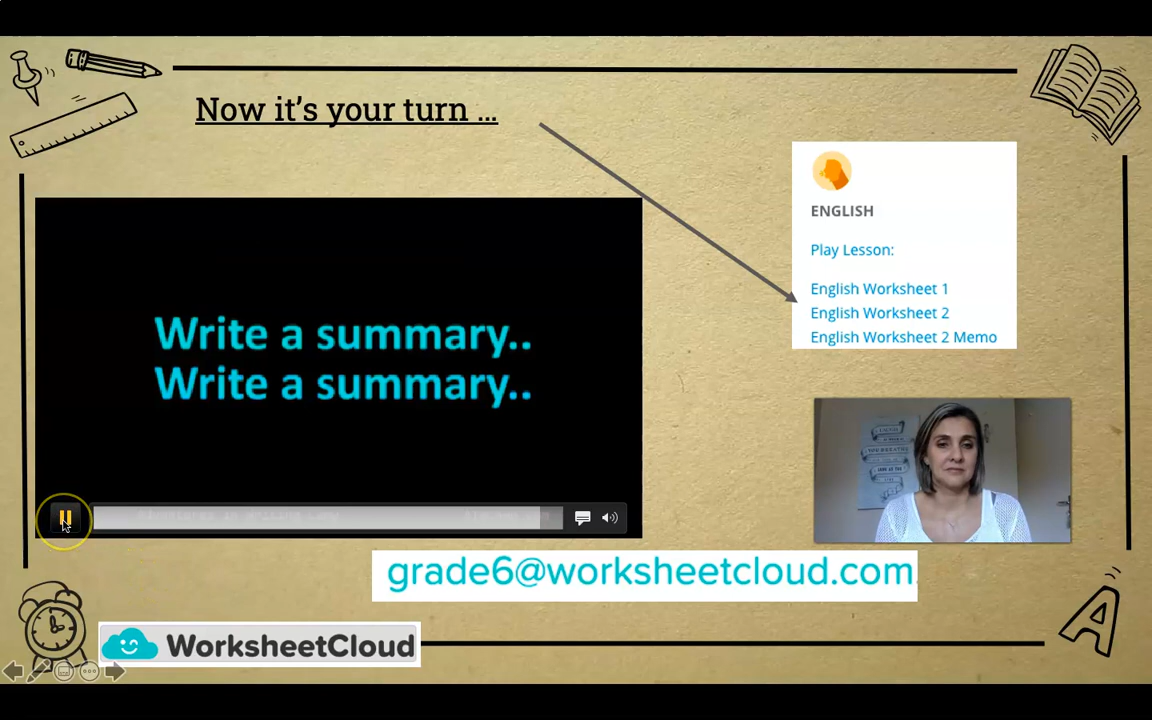 Now it's your turn ...
ENGLISH
Play Lesson:
English Worksheet 1
English Worksheet 2
English Worksheet 2 Memo
Write a summary..
Write a summary..
grade6@worksheetcloud.com.
WorksheetCloud
A